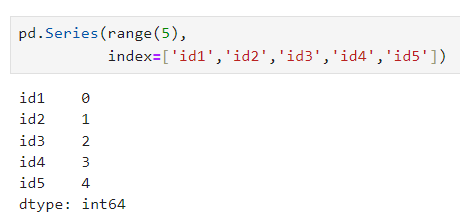 pd.Series(range(5),
          index=['id1','id2','id3','id4','id5'])
id1    0
id2    1
id3    2
id4    3
id5    4
dtype: int64